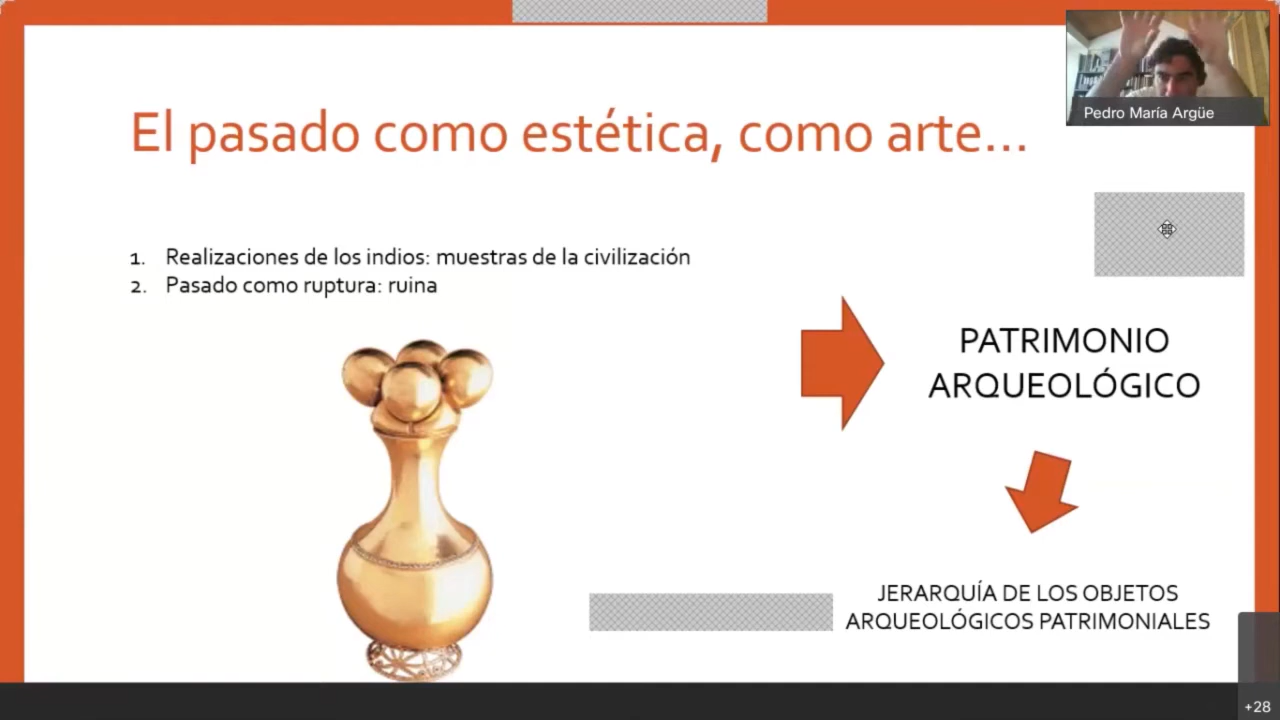 Pedro María Argüe
El pasado como estética, como arte...
1. Realizaciones de los indios: muestras de la civilización
2. Pasado como ruptura: ruina
PATRIMONIO
ARQUEOLÓGICO
JERARQUÍA DE LOS OBJETOS
ARQUEOLÓGICOS PATRIMONIALES
+28